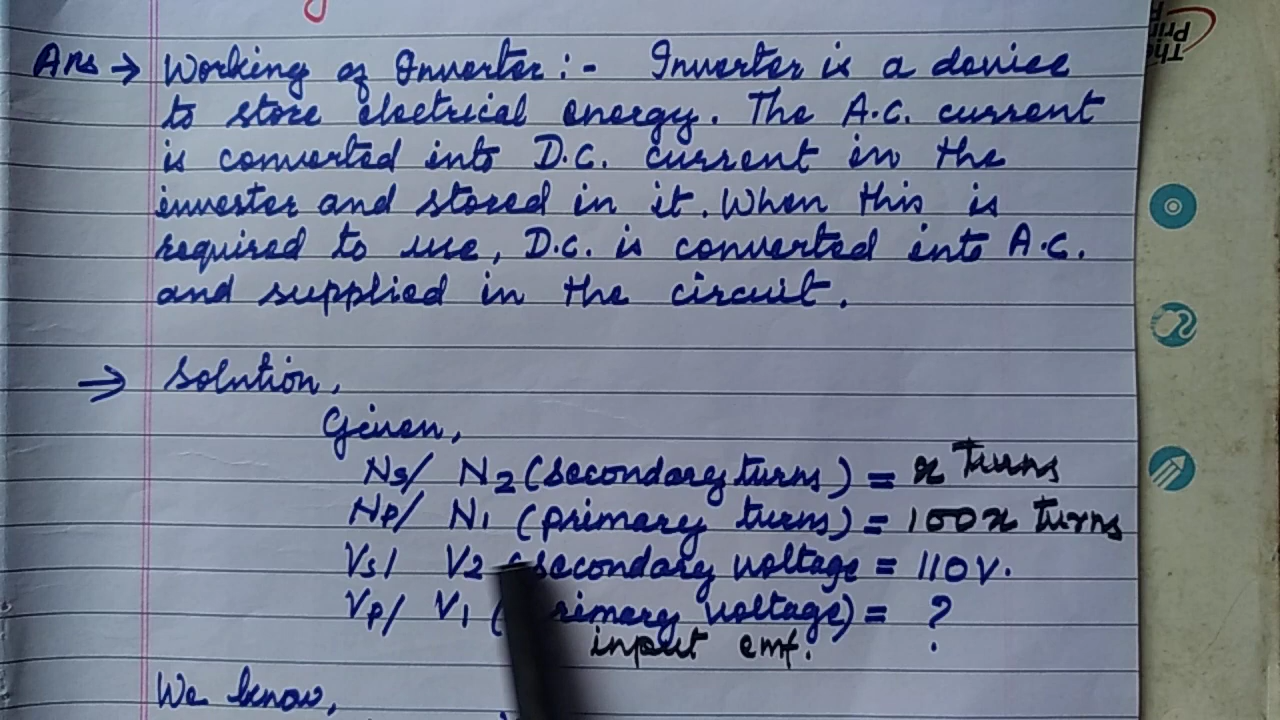 Ans → Working of Inverter:- Inverter is a device
to store electrical energy. The A.C. current
is converted into D.C. current in the
inverter and stored in it. When this is
required to use, D.C. is converted into A.C.
and supplied in the circuit.
→ Solution,
Given,
Ns/ N2 (secondary turns) = x Turns
Np/ N1 (primary turns) = 100x Turns
Vs/ V2 (secondary voltage = 110V.
Vp/ V1 (primary voltage) = ?
input emf.
We know,
The